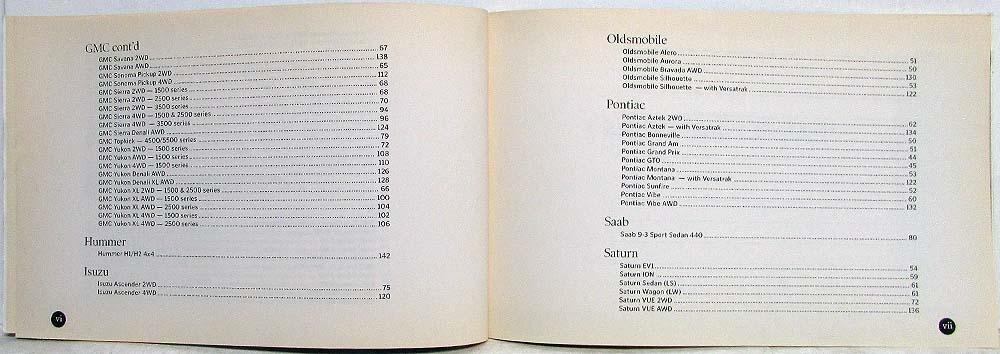 GMC cont'd
GMC Savana 2WD 67
GMC Savana AWD 138
GMC Sonoma Pickup 2WD 65
GMC Sonoma Pickup 4WD 112
GMC Sierra 2WD — 1500 series 68
GMC Sierra 2WD — 2500 series 68
GMC Sierra 2WD — 3500 series 70
GMC Sierra 4WD — 1500 & 2500 series 94
GMC Sierra 4WD — 3500 series 96
GMC Sierra Denali AWD 124
GMC Topkick — 4500/5500 series 79
GMC Yukon 2WD — 1500 series 72
GMC Yukon AWD — 1500 series 108
GMC Yukon 4WD — 1500 series 110
GMC Yukon Denali AWD 126
GMC Yukon Denali XL AWD 128
GMC Yukon XL 2WD — 1500 & 2500 series 66
GMC Yukon XL AWD — 1500 series 100
GMC Yukon XL AWD — 2500 series 104
GMC Yukon XL 4WD — 1500 series 102
GMC Yukon XL 4WD — 2500 series 106
Hummer
Hummer H1/H2 4x4 142
Isuzu
Isuzu Ascender 2WD 75
Isuzu Ascender 4WD 120
vi
Oldsmobile
Oldsmobile Alero 51
Oldsmobile Aurora 50
Oldsmobile Bravada AWD 130
Oldsmobile Silhouette 53
Oldsmobile Silhouette — with Versatrak 122
Pontiac
Pontiac Aztek 2WD 62
Pontiac Aztek — with Versatrak 134
Pontiac Bonneville 50
Pontiac Grand Am 51
Pontiac Grand Prix 44
Pontiac GTO 45
Pontiac Montana 53
Pontiac Montana — with Versatrak 122
Pontiac Sunfire 52
Pontiac Vibe 60
Pontiac Vibe AWD 132
Saab
Saab 9-3 Sport Sedan 440 80
Saturn
Saturn EV1 54
Saturn ION 59
Saturn Sedan (LS) 61
Saturn Wagon (LW) 61
Saturn VUE 2WD 72
Saturn VUE AWD 136
vii